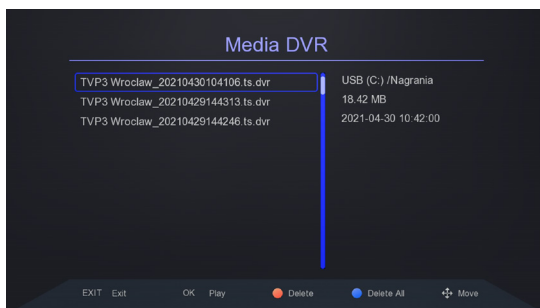 Media DVR
TVP3 Wroclaw_20210430104106.ts.dvr
TVP3 Wroclaw_20210429144313.ts.dvr
TVP3 Wroclaw_20210429144246.ts.dvr
USB (C:) /Nagrania
18.42 MB
2021-04-30 10:42:00
EXIT Exit OK Play Delete Delete All Move